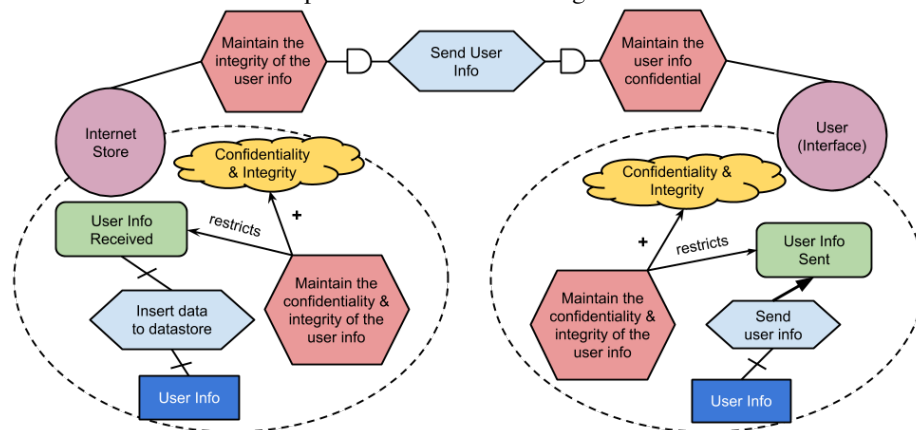 Maintain the
integrity of the
user info
Send User
Info
Maintain the
user info
confidential
Internet
Store
User
(Interface)
Confidentiality
& Integrity
Confidentiality &
Integrity
User Info
Received
restricts
+
+
restricts
User Info
Sent
Insert data
to datastore
Maintain the
confidentiality &
integrity of the
user info
Maintain the
confidentiality &
integrity of the
user info
Send
user info
User Info
User Info